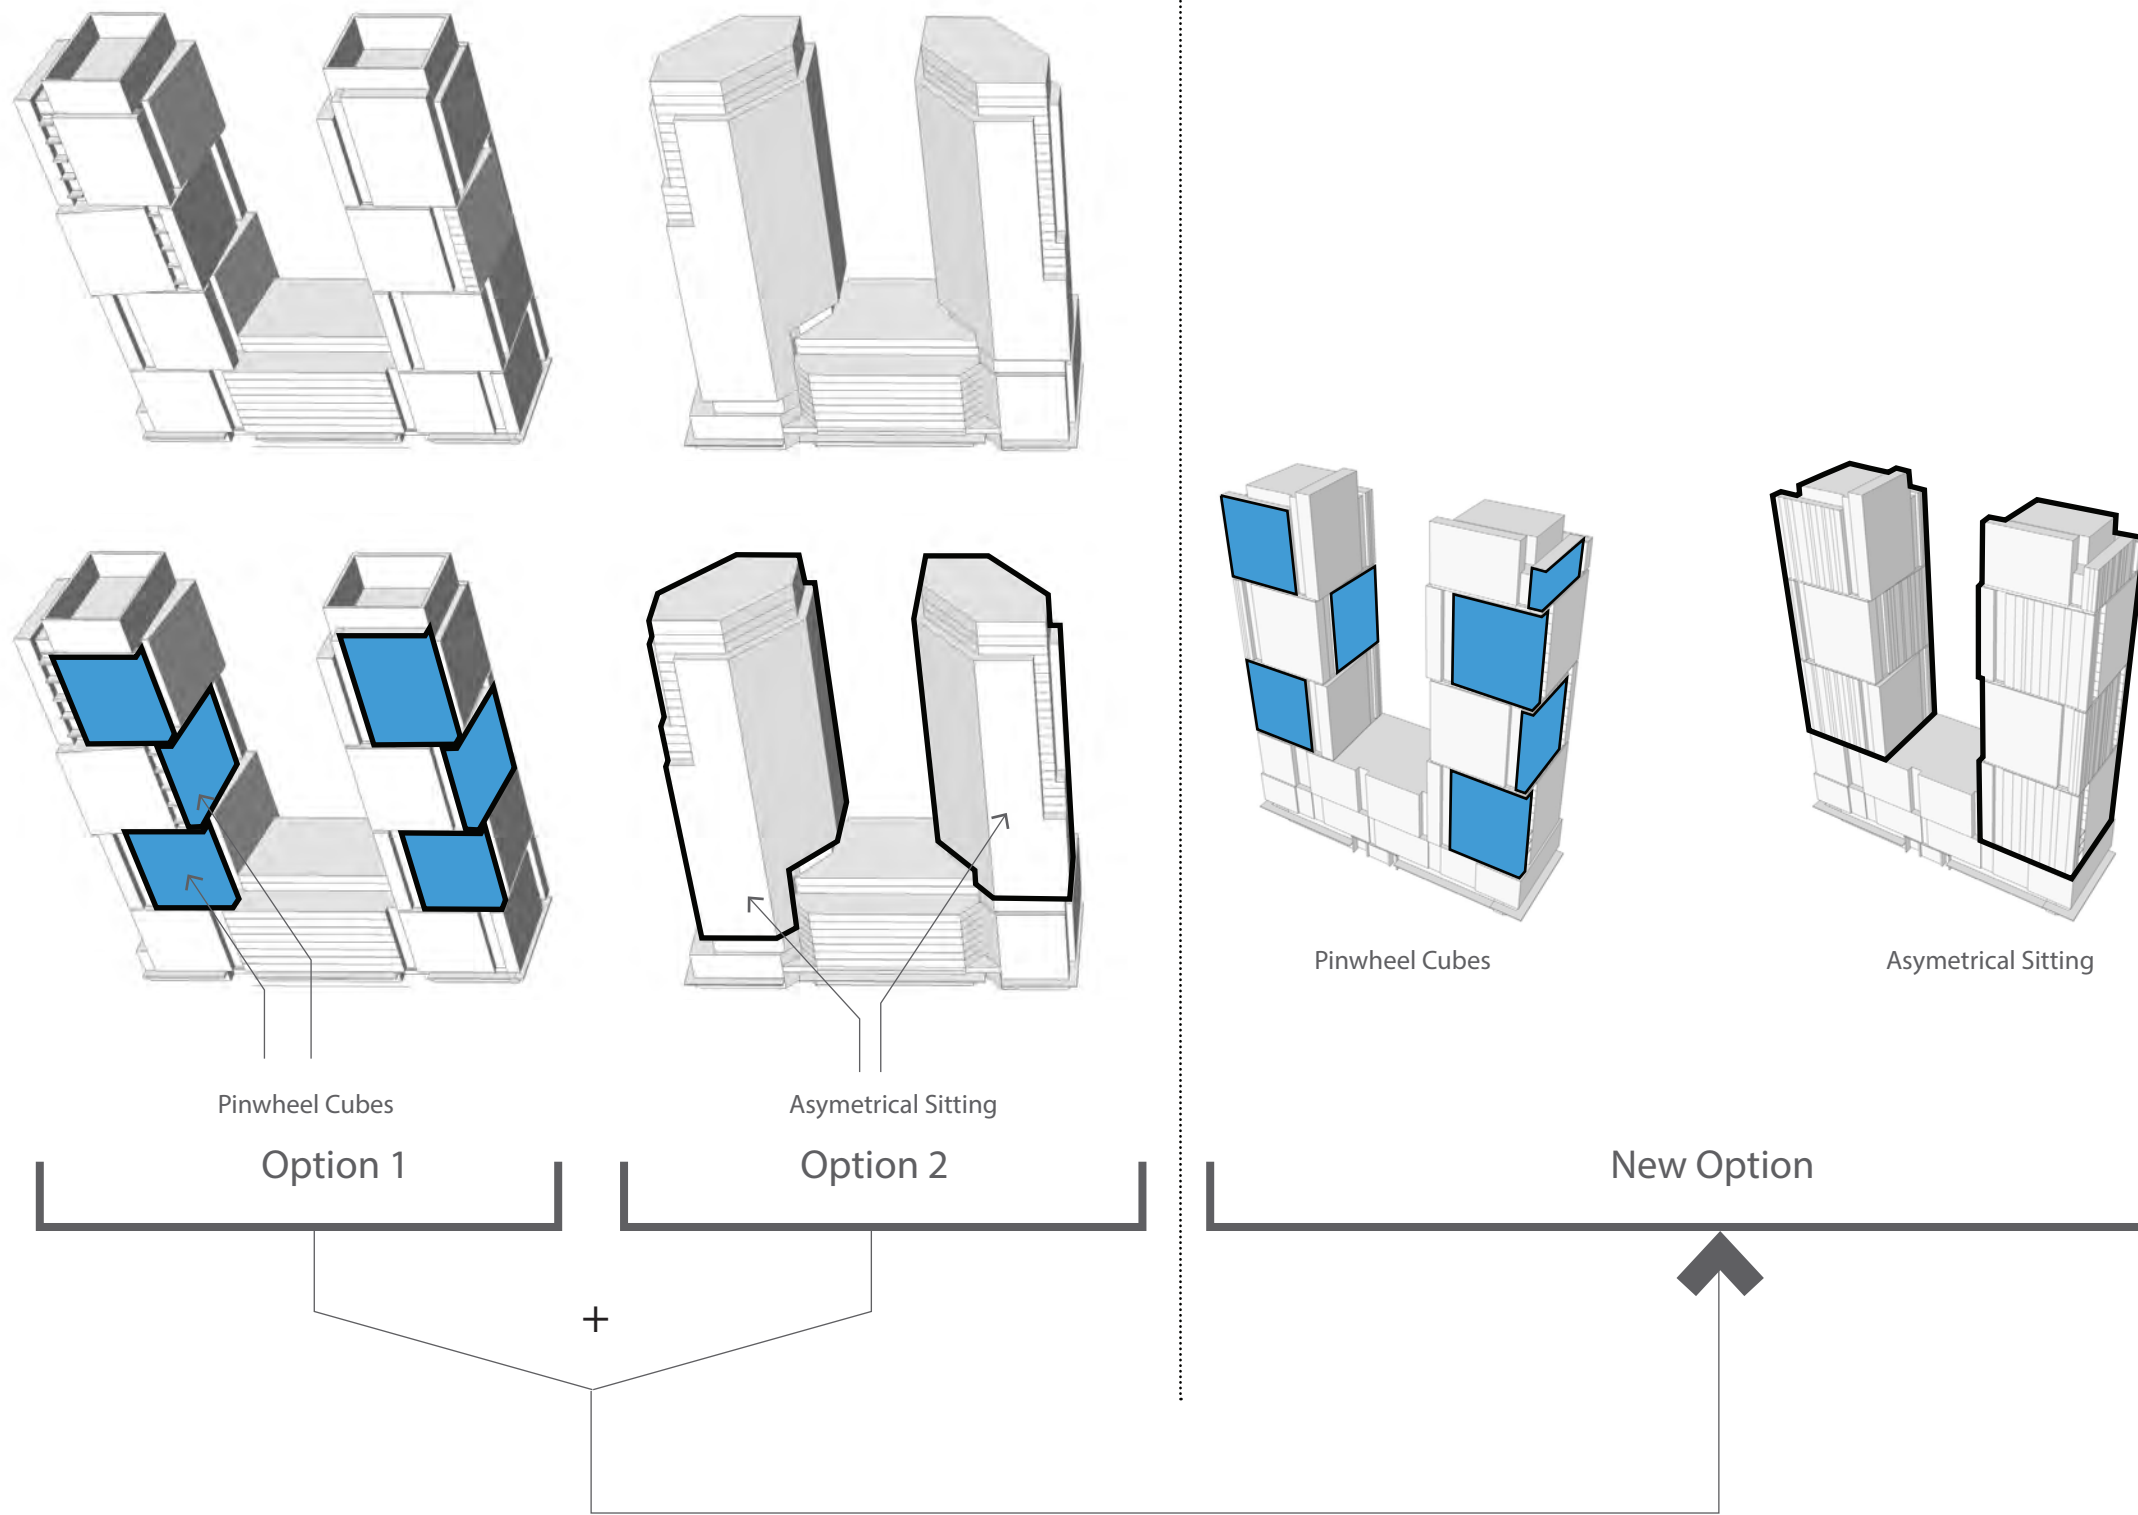 Pinwheel Cubes
Asymetrical Sitting
Pinwheel Cubes
Asymetrical Sitting
Option 1
Option 2
New Option
+